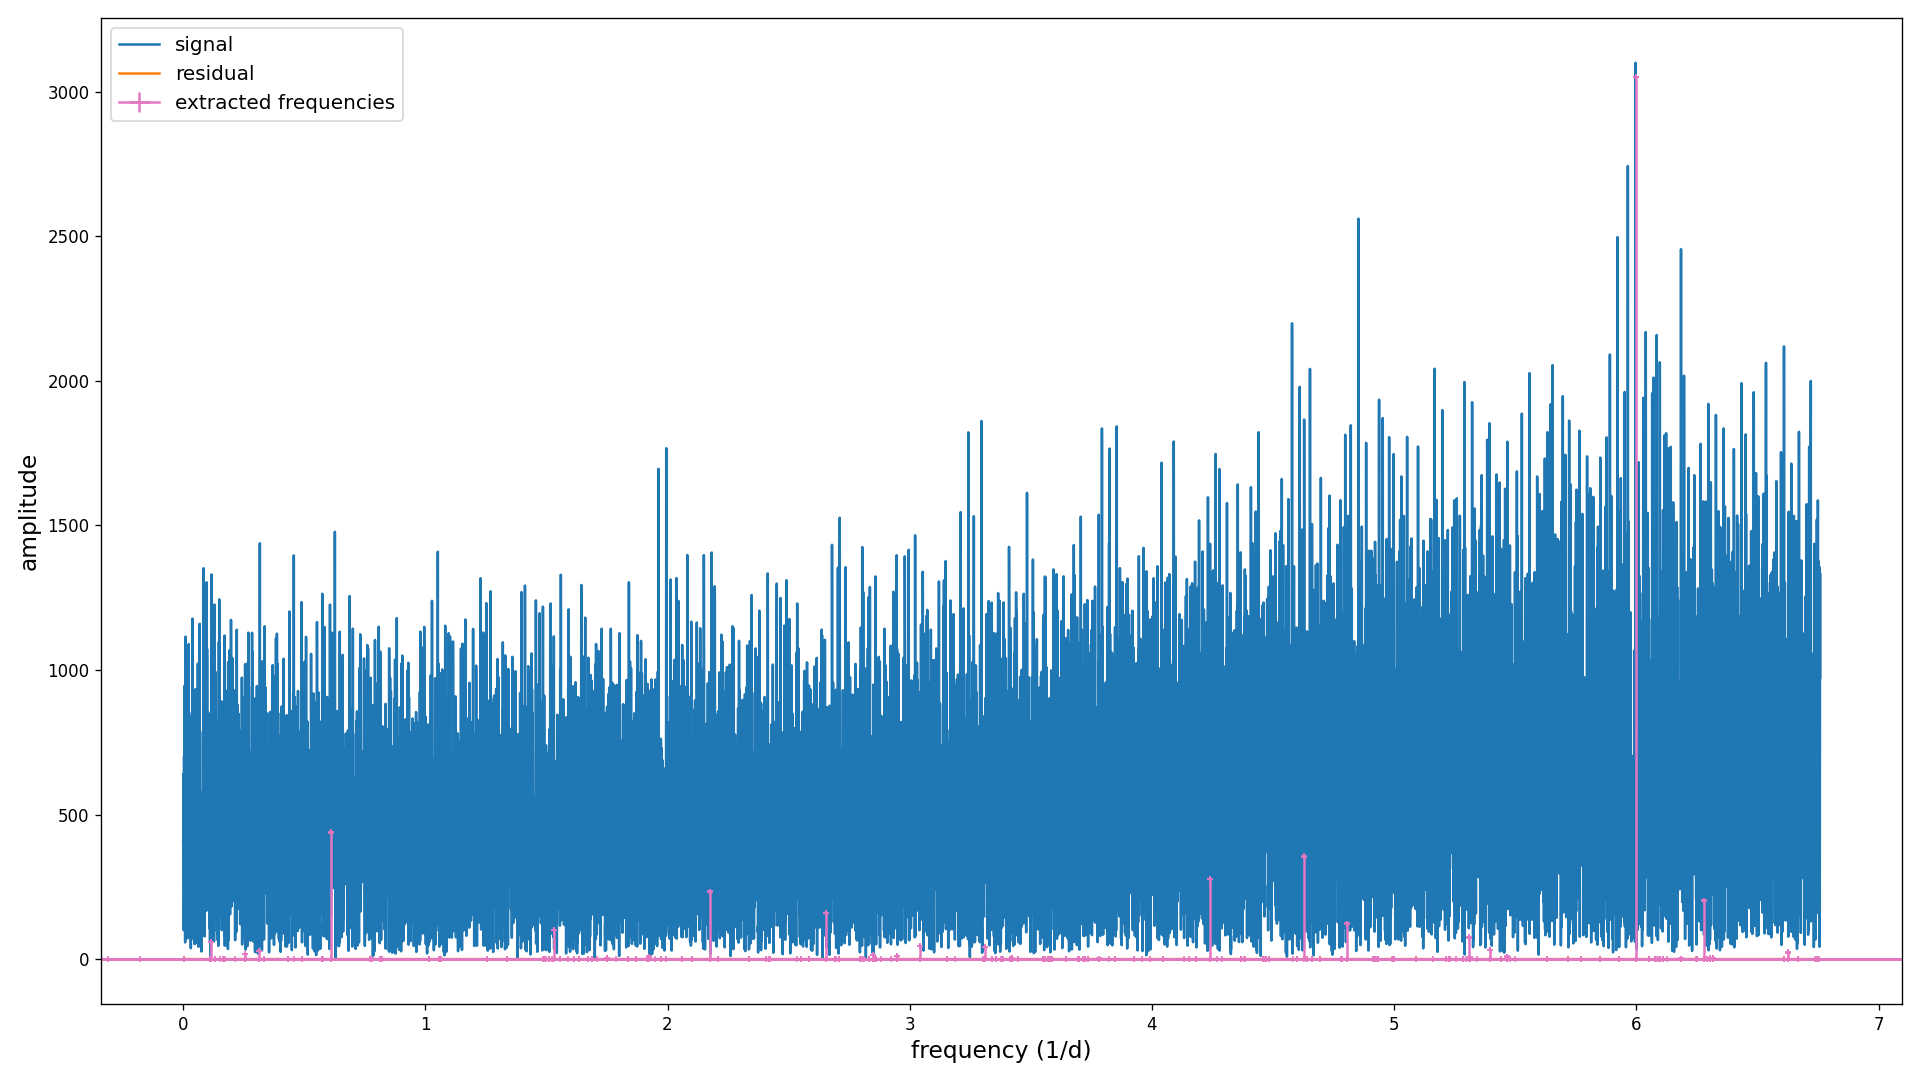 signal
residual
extracted frequencies
amplitude
3000
2500
2000
1500
1000
500
0
0 1 2 3 4 5 6 7
frequency (1/d)